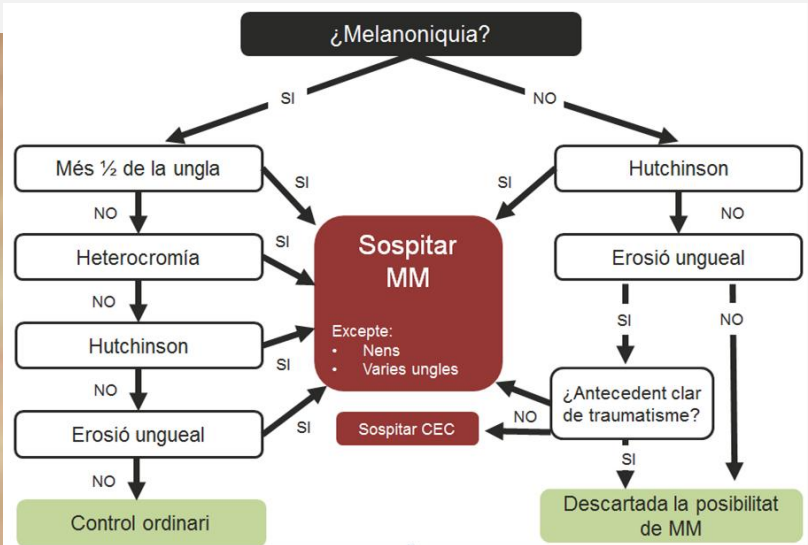 ¿Melanoniquia?
SI
NO
Més ½ de la ungla
SI
SI
Hutchinson
NO
NO
Sospitar
MM
Heterocromía
SI
Erosió ungueal
NO
Excepte:
• Nens
• Varies ungles
SI
NO
Hutchinson
SI
NO
¿Antecedent clar
de traumatisme?
Erosió ungueal
SI
Sospitar CEC
NO
NO
SI
Control ordinari
Descartada la posibilitat
de MM